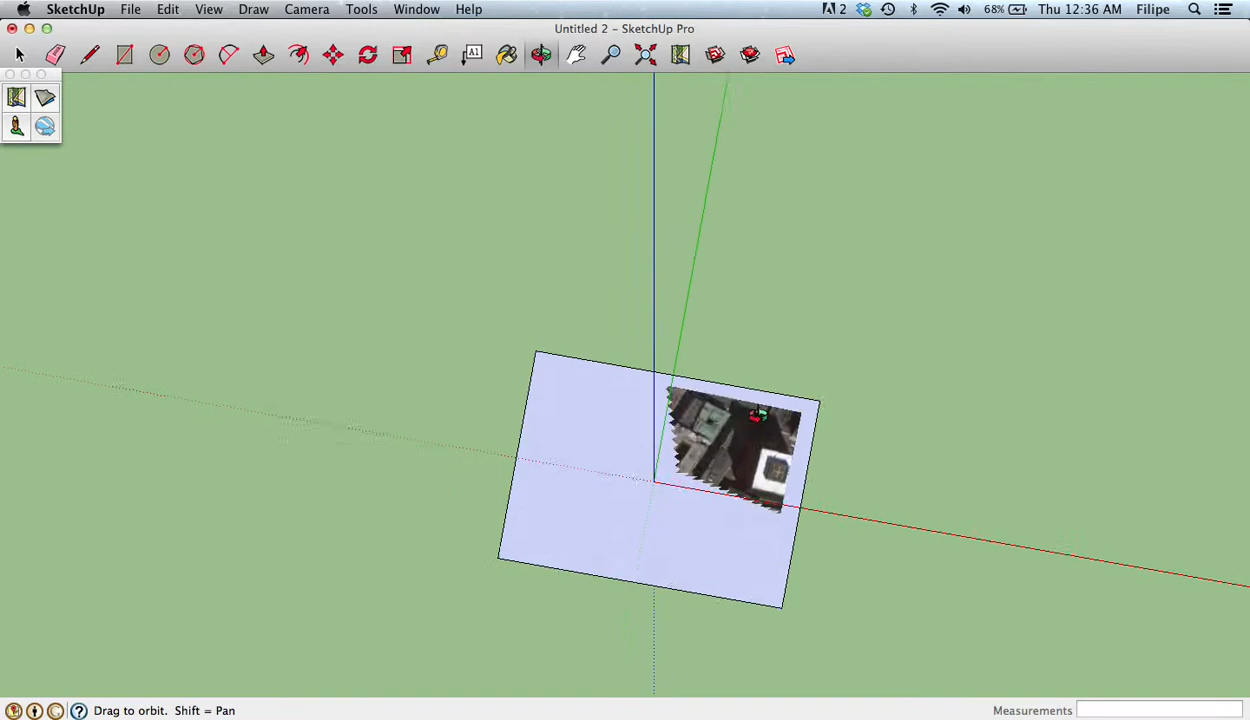 SketchUp File Edit View Draw Camera Tools Window Help 2 68% Thu 12:36 AM Filipe
Untitled 2 – SketchUp Pro
A1
Drag to orbit. Shift = Pan Measurements